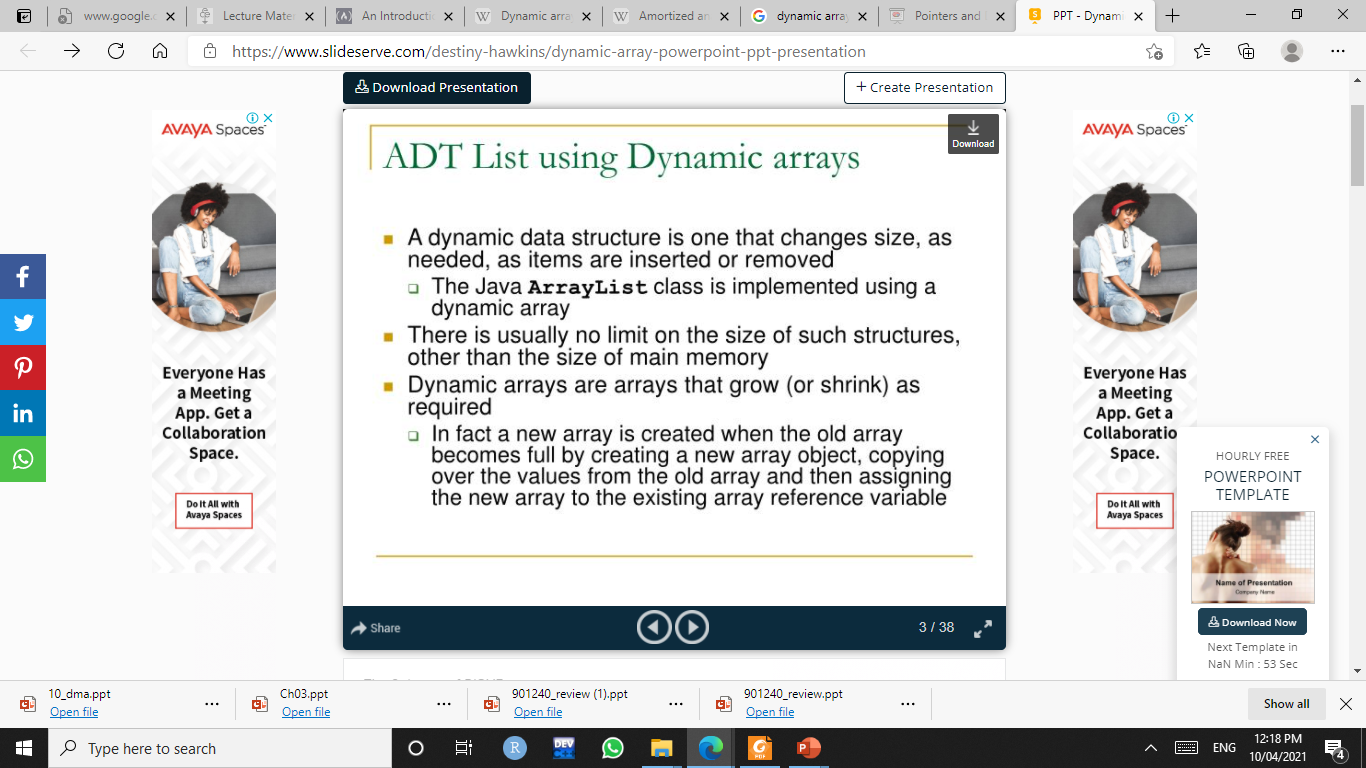 www.google.c
Lecture Mater
An Introducti
Dynamic arra
Amortized an
dynamic array
Pointers and
PPT - Dynami
https://www.slideserve.com/destiny-hawkins/dynamic-array-powerpoint-ppt-presentation
Download Presentation
+ Create Presentation
AVAYA Spaces
Everyone Has
a Meeting
App. Get a
Collaboration
Space.
Do It All with
Avaya Spaces
Download
ADT List using Dynamic arrays
A dynamic data structure is one that changes size, as
needed, as items are inserted or removed
The Java ArrayList class is implemented using a
dynamic array
There is usually no limit on the size of such structures,
other than the size of main memory
Dynamic arrays are arrays that grow (or shrink) as
required
In fact a new array is created when the old array
becomes full by creating a new array object, copying
over the values from the old array and then assigning
the new array to the existing array reference variable
Share
3 / 38
AVAYA Spaces
Everyone Has
a Meeting
App. Get a
Collaboratio
Space.
Do It All with
Avaya Spaces
HOURLY FREE
POWERPOINT
TEMPLATE
Name of Presentation
Company Name
Download Now
Next Template in
NaN Min : 53 Sec
10_dma.ppt
Open file
Ch03.ppt
Open file
901240_review (1).ppt
Open file
901240_review.ppt
Open file
Show all
Type here to search
R
DEV
ENG
12:18 PM
10/04/2021
4